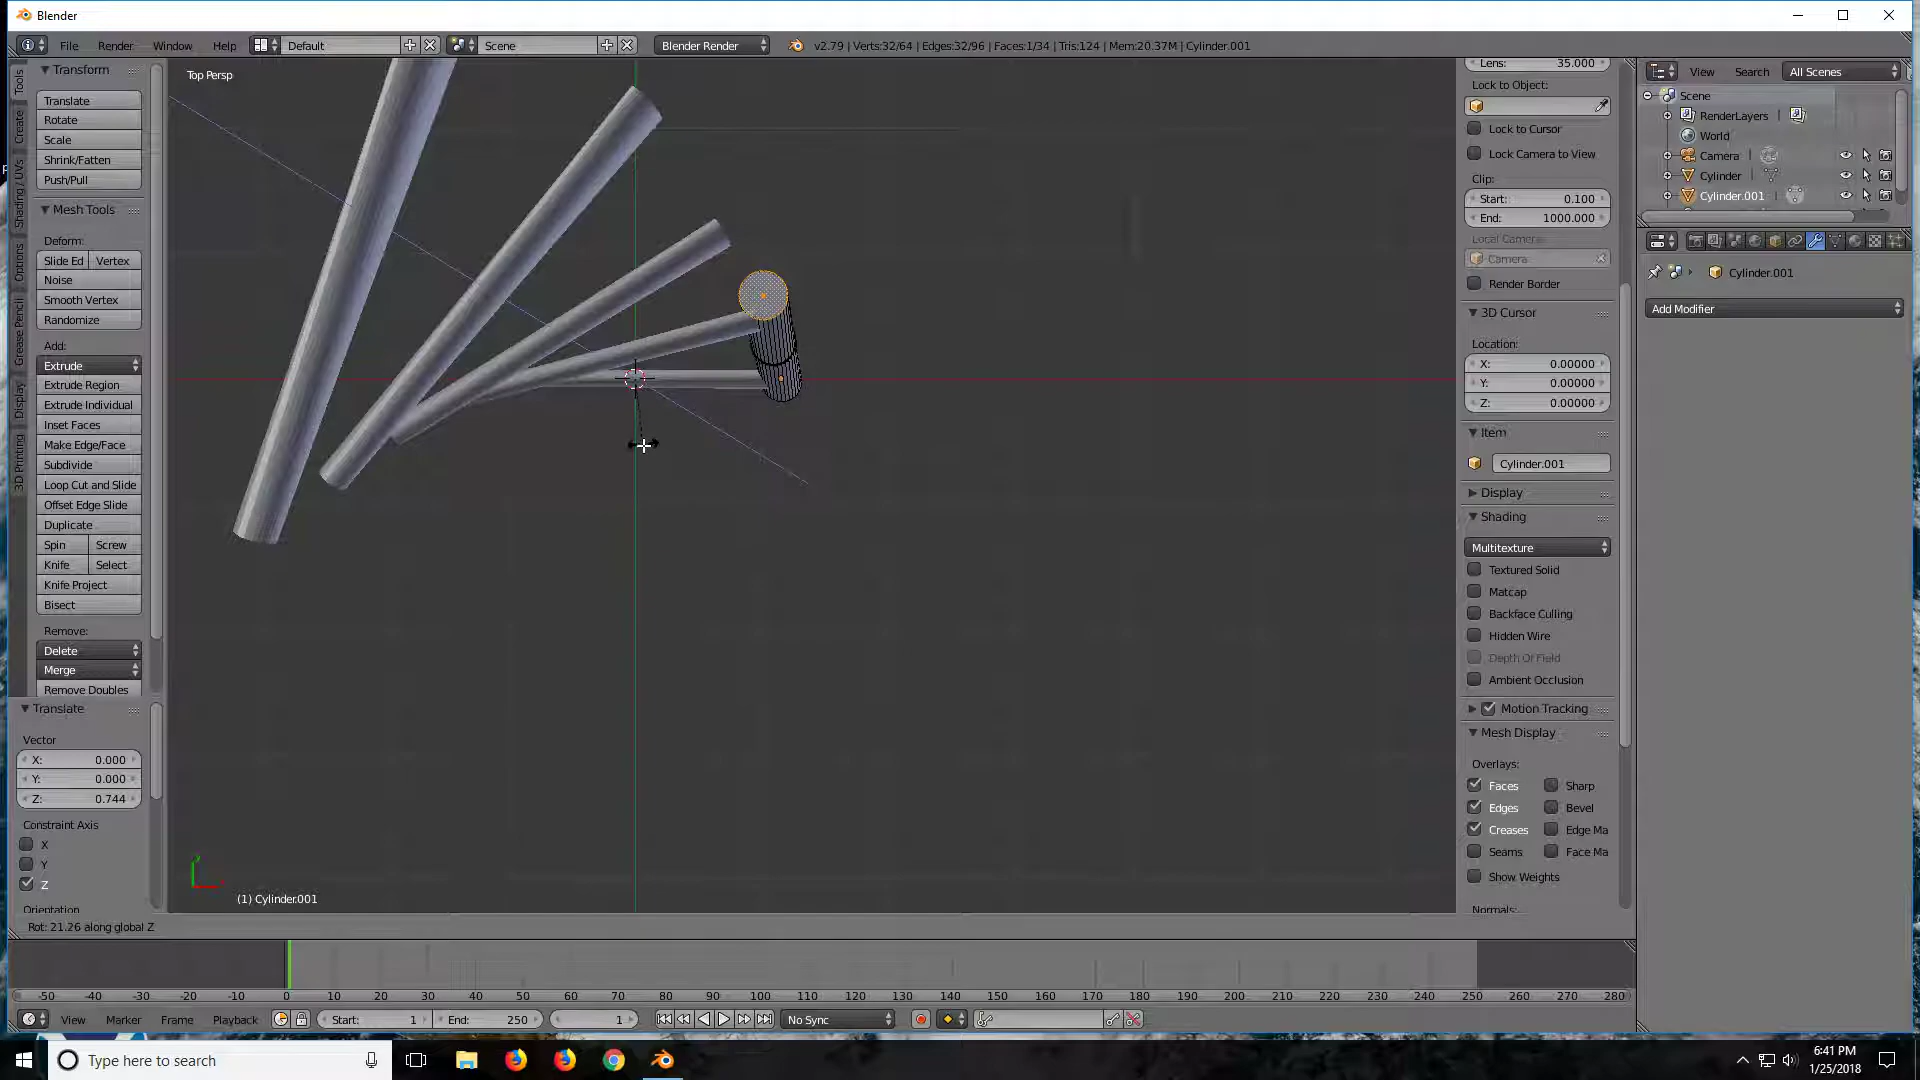 Blender
File Render Window Help Default Scene Blender Render v2.79 | Verts:32/64 | Edges:32/96 | Faces:1/34 | Tris:124 | Mem:20.37M | Cylinder.001
Tools
Create
Shading / UVs
Options
Grease Pencil
Display
3D Printing
Transform
Translate
Rotate
Scale
Shrink/Fatten
Push/Pull
Mesh Tools
Deform:
Slide Ed Vertex
Noise
Smooth Vertex
Randomize
Add:
Extrude
Extrude Region
Extrude Individual
Inset Faces
Make Edge/Face
Subdivide
Loop Cut and Slide
Offset Edge Slide
Duplicate
Spin Screw
Knife Select
Knife Project
Bisect
Remove:
Delete
Merge
Remove Doubles
Translate
Vector
X: 0.000
Y: 0.000
Z: 0.744
Constraint Axis
X
Y
Z
Orientation
Top Persp
(1) Cylinder.001
Rot: 21.26 along global Z
Lens: 35.000
Lock to Object:
Lock to Cursor
Lock Camera to View
Clip:
Start: 0.100
End: 1000.000
Local Camera:
Camera
Render Border
3D Cursor
Location:
X: 0.00000
Y: 0.00000
Z: 0.00000
Item
Cylinder.001
Display
Shading
Multitexture
Textured Solid
Matcap
Backface Culling
Hidden Wire
Depth Of Field
Ambient Occlusion
Motion Tracking
Mesh Display
Overlays:
Faces Sharp
Edges Bevel
Creases Edge Ma
Seams Face Ma
Show Weights
Normals:
View Search All Scenes
Scene
RenderLayers
World
Camera
Cylinder
Cylinder.001
Cylinder.001
Add Modifier
-50 -40 -30 -20 -10 0 10 20 30 40 50 60 70 80 90 100 110 120 130 140 150 160 170 180 190 200 210 220 230 240 250 260 270 280
View Marker Frame Playback Start: 1 End: 250 1 No Sync
Type here to search
6:41 PM
1/25/2018